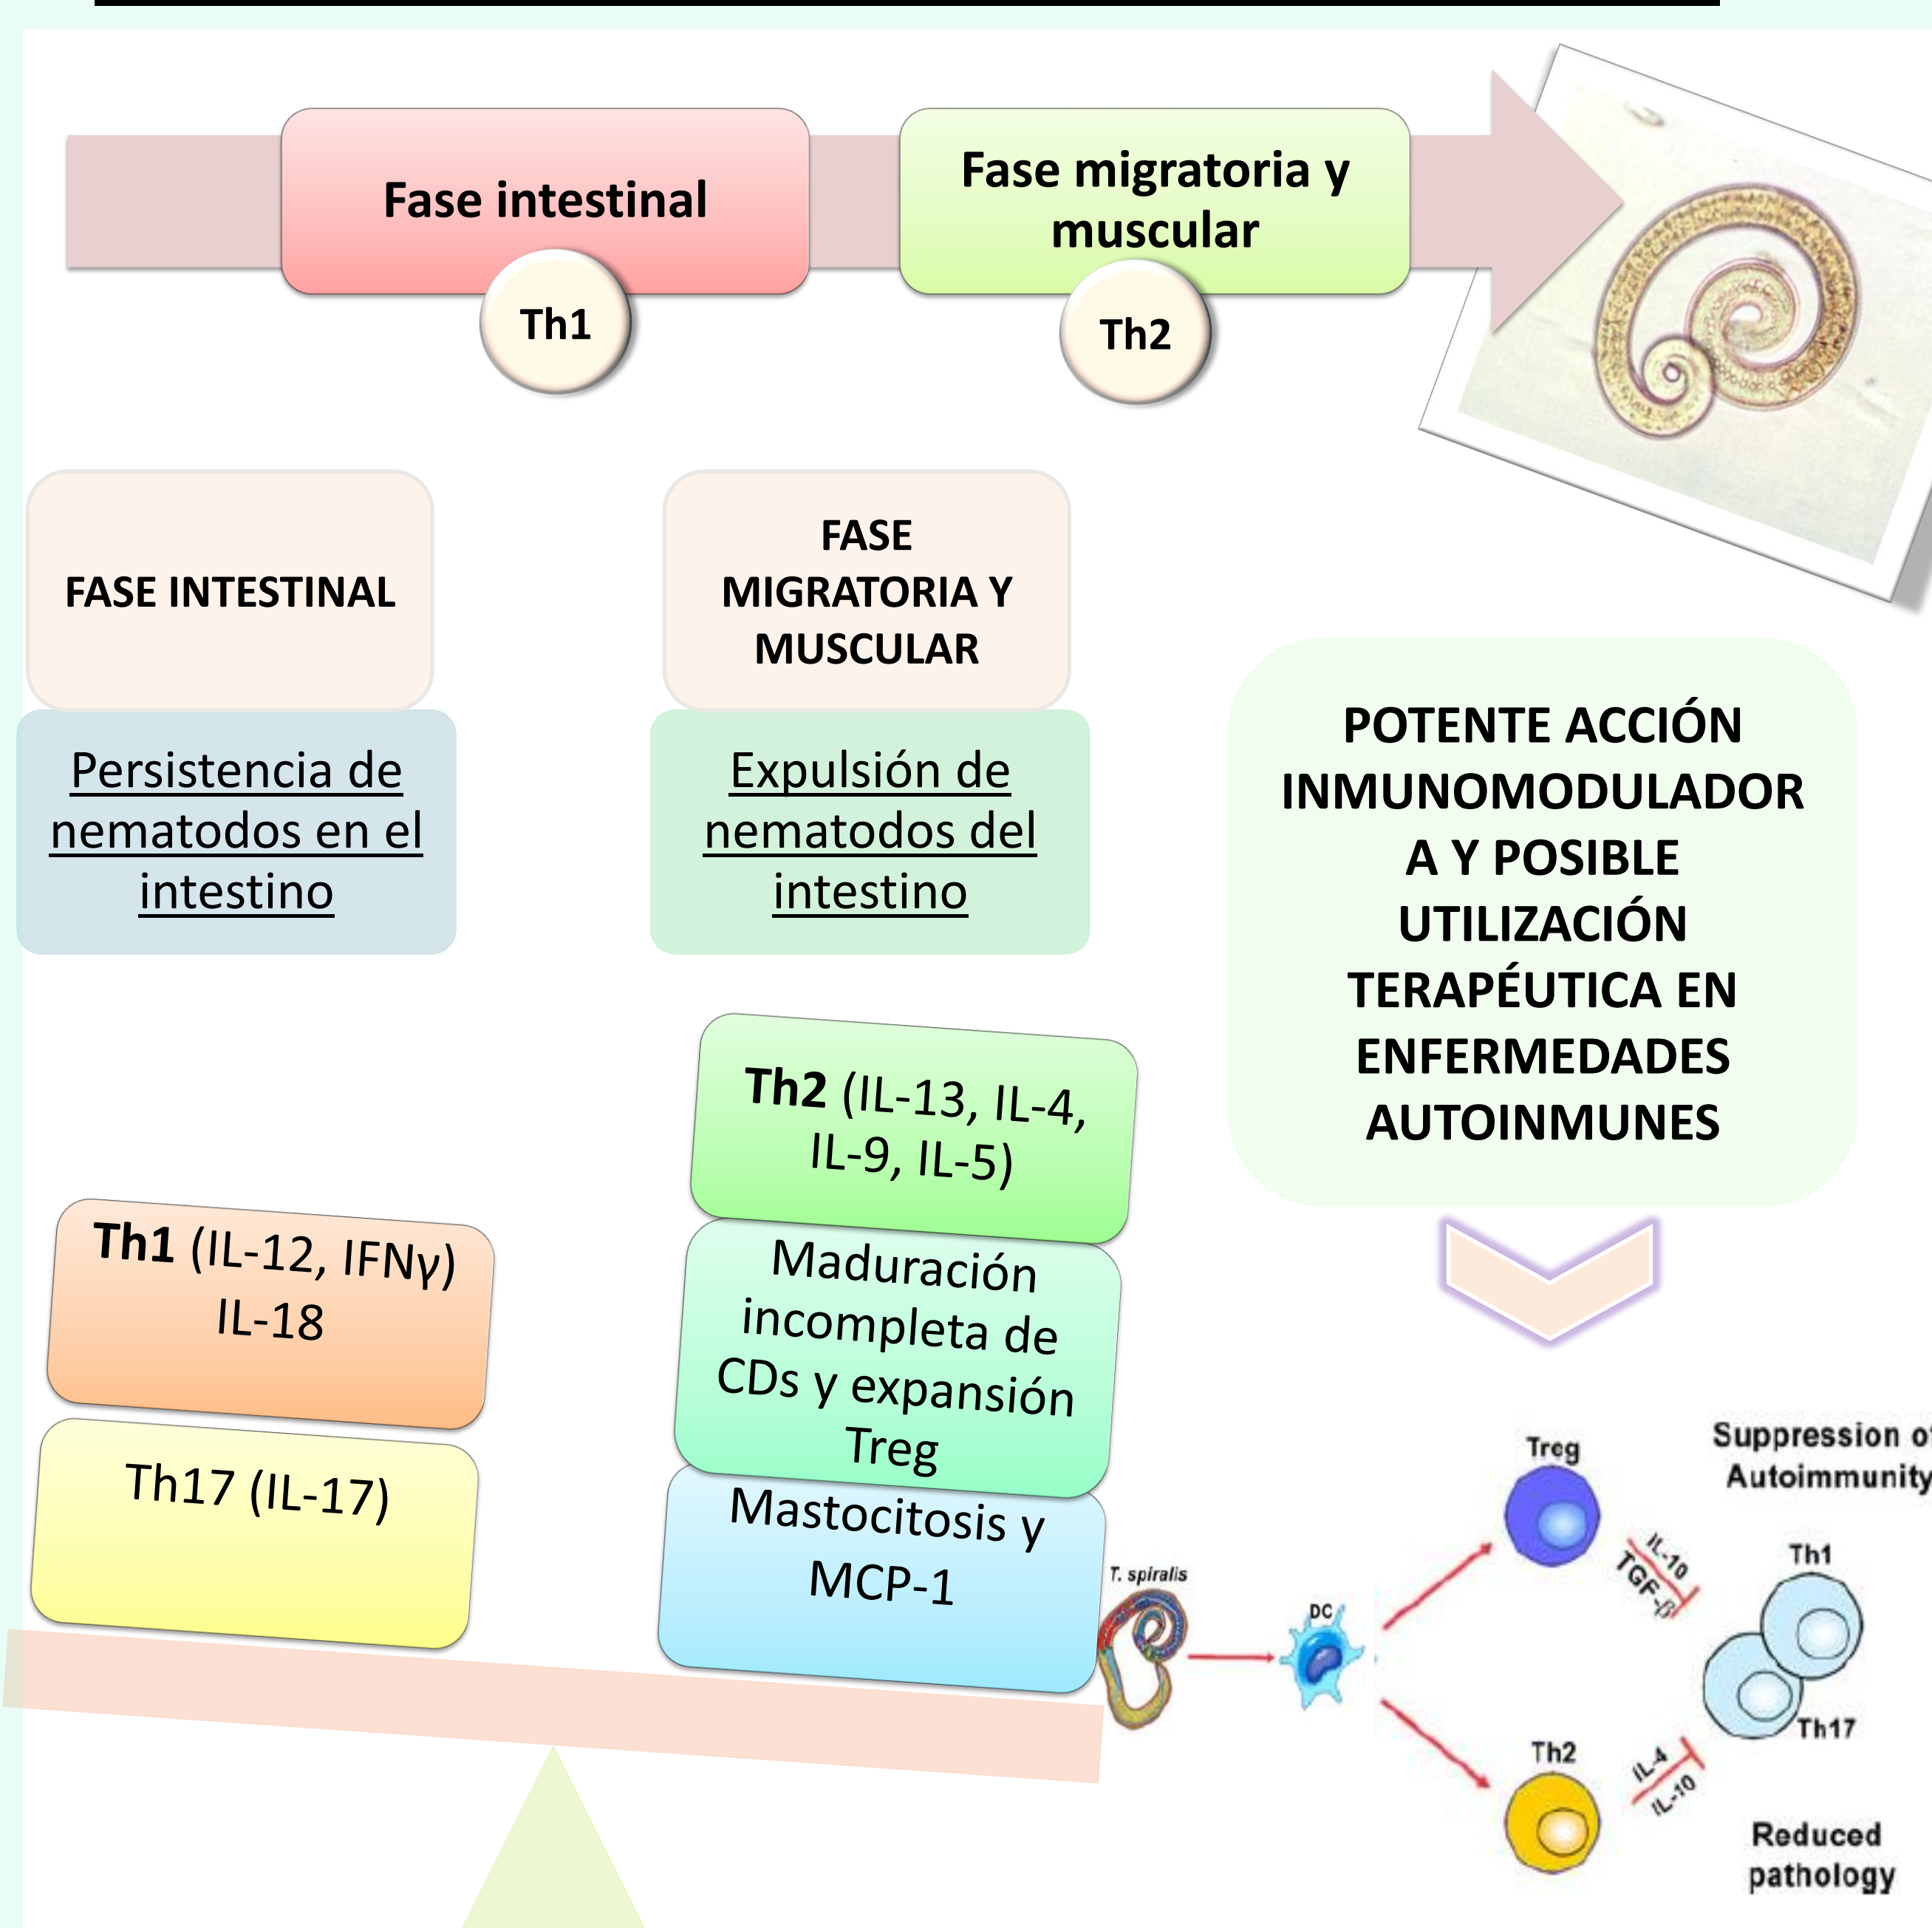 Fase intestinal
Th1
Fase migratoria y
muscular
Th2
FASE INTESTINAL
Persistencia de
nematodos en el
intestino
FASE
MIGRATORIA Y
MUSCULAR
Expulsión de
nematodos del
intestino
POTENTE ACCIÓN
INMUNOMODULADOR
A Y POSIBLE
UTILIZACIÓN
TERAPÉUTICA EN
ENFERMEDADES
AUTOINMUNES
Th1 (IL-12, IFNγ)
IL-18
Th17 (IL-17)
Th2 (IL-13, IL-4,
IL-9, IL-5)
Maduración
incompleta de
CDs y expansión
Treg
Mastocitosis y
MCP-1
T. spiralis
DC
Treg
IL-10
TGF-β
Suppression of
Autoimmunity
Th1
Th17
Th2
IL-4
IL-10
Reduced
pathology